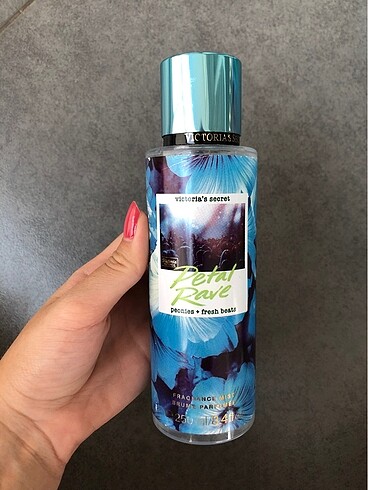 VICTORIA'S
victoria's secret
Petal
Rave
peonies + fresh beats
FRAGRANCE MIST
BRUME PARFUMÉE